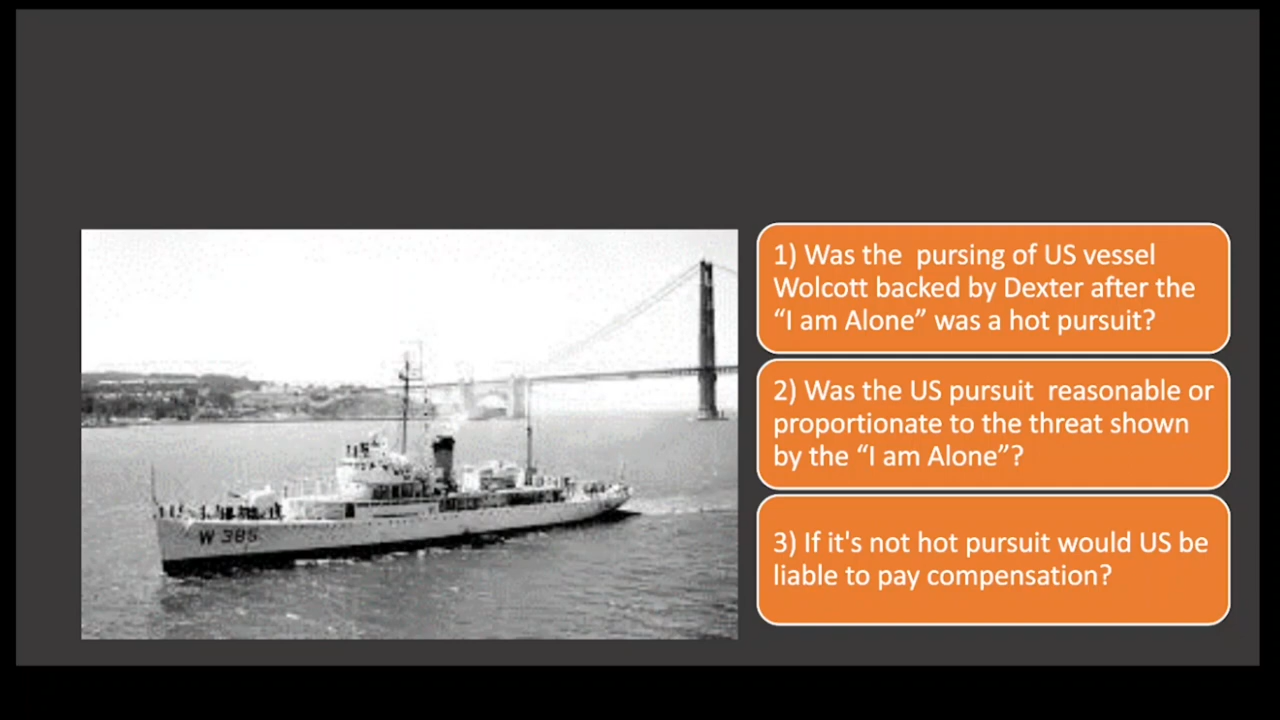 1) Was the  pursing of US vessel
Wolcott backed by Dexter after the
“I am Alone” was a hot pursuit?
2) Was the US pursuit  reasonable or
proportionate to the threat shown
by the “I am Alone”?
3) If it's not hot pursuit would US be
liable to pay compensation?
W 385